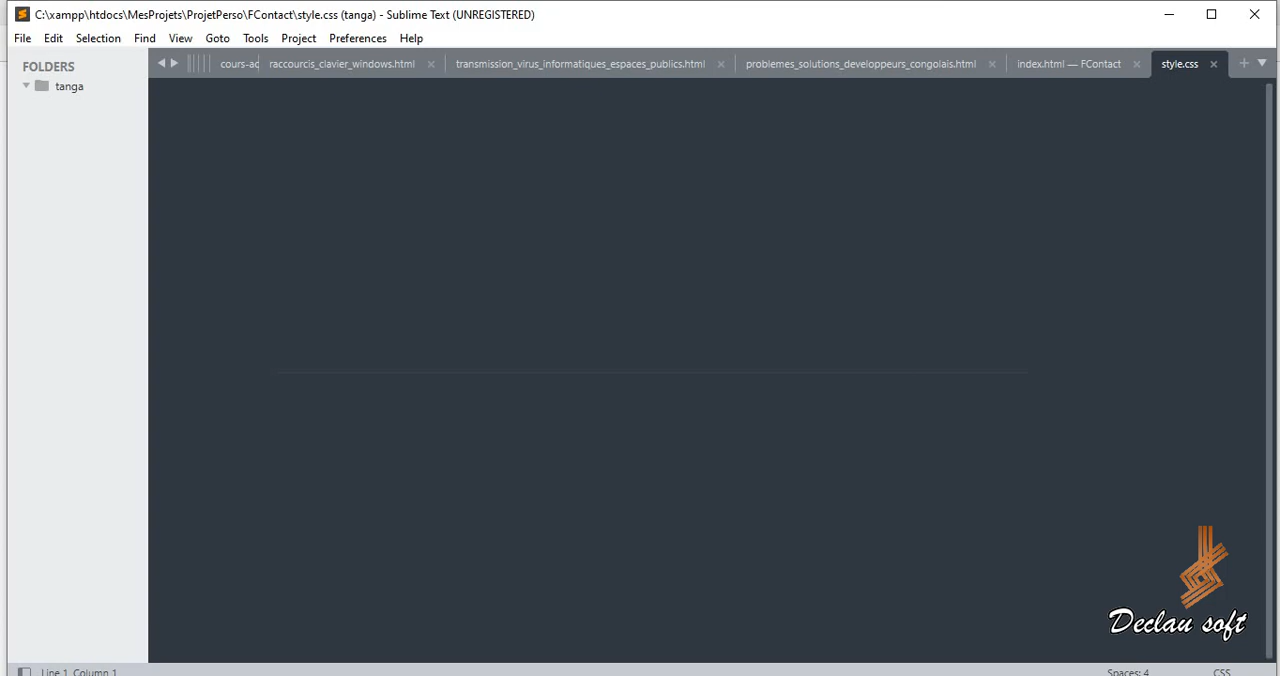 C:\xampp\htdocs\MesProjets\ProjetPerso\FContact\style.css (tanga) - Sublime Text (UNREGISTERED)
File Edit Selection Find View Goto Tools Project Preferences Help
FOLDERS
tanga
cours-ac raccourcis_clavier_windows.html transmission_virus_informatiques_espaces_publics.html problemes_solutions_developpeurs_congolais.html index.html — FContact style.css
Declau soft
Line 1, Column 1 Spaces: 4 CSS